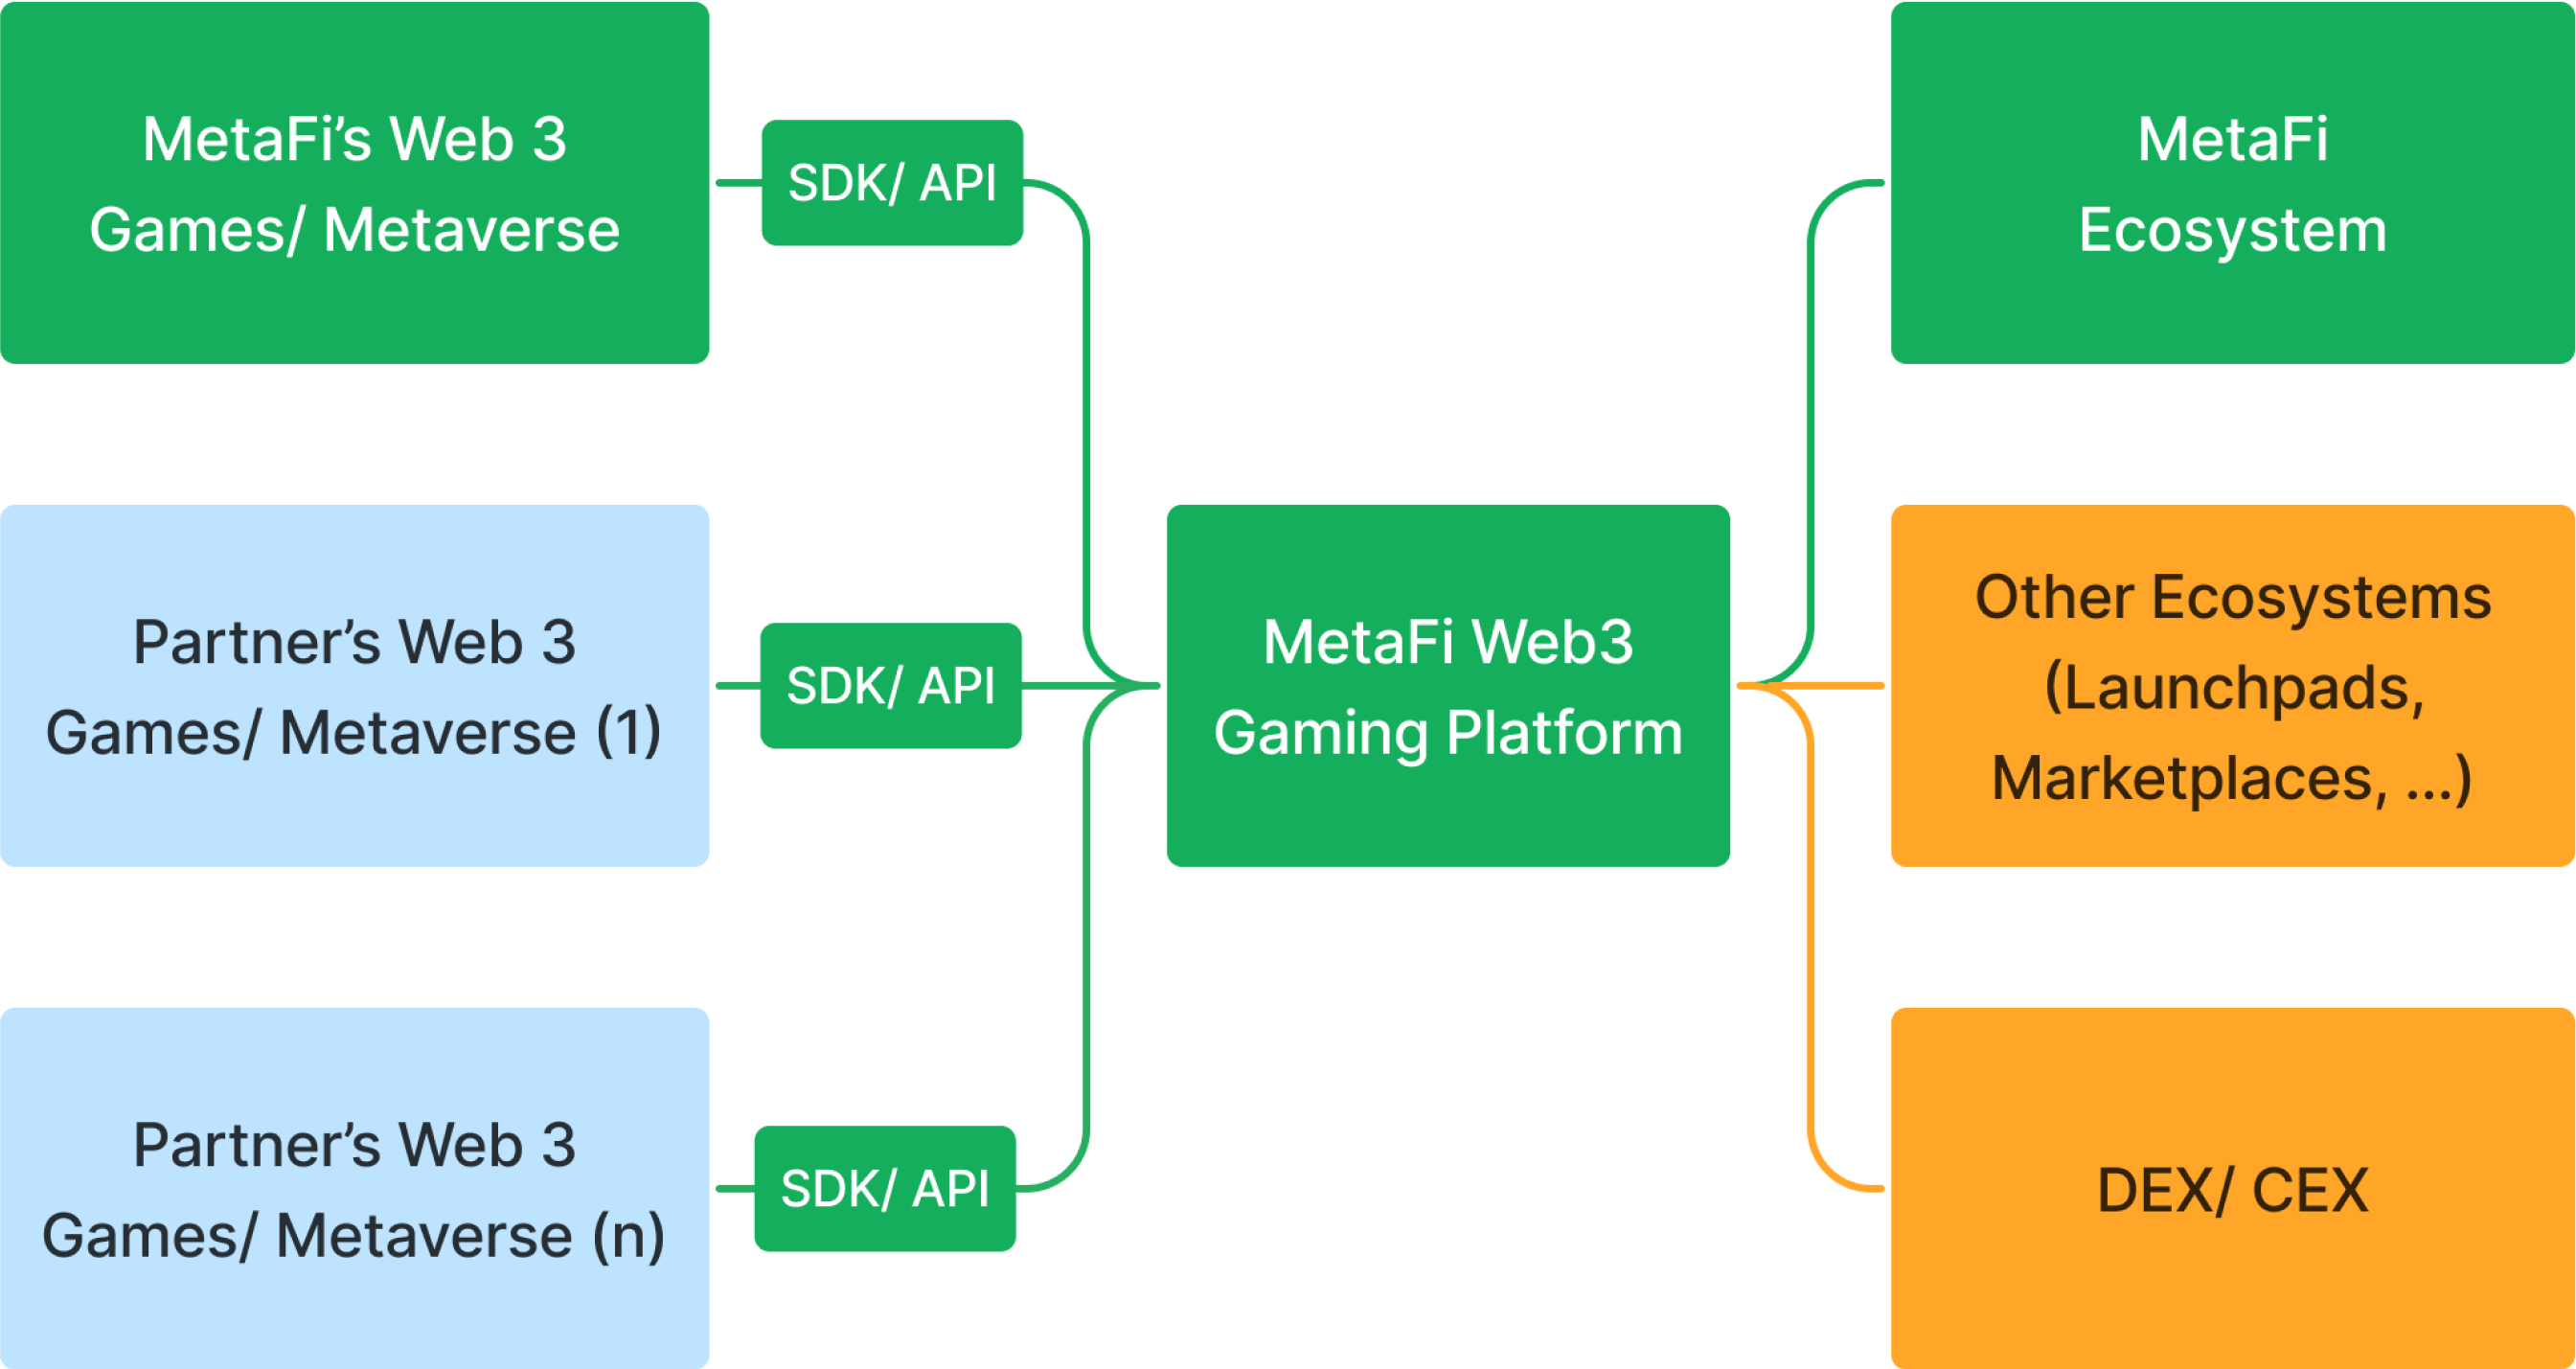 MetaFi’s Web 3
Games/ Metaverse
SDK/ API
MetaFi
Ecosystem
Partner’s Web 3
Games/ Metaverse (1)
SDK/ API
MetaFi Web3
Gaming Platform
Other Ecosystems
(Launchpads,
Marketplaces, ...)
Partner’s Web 3
Games/ Metaverse (n)
SDK/ API
DEX/ CEX